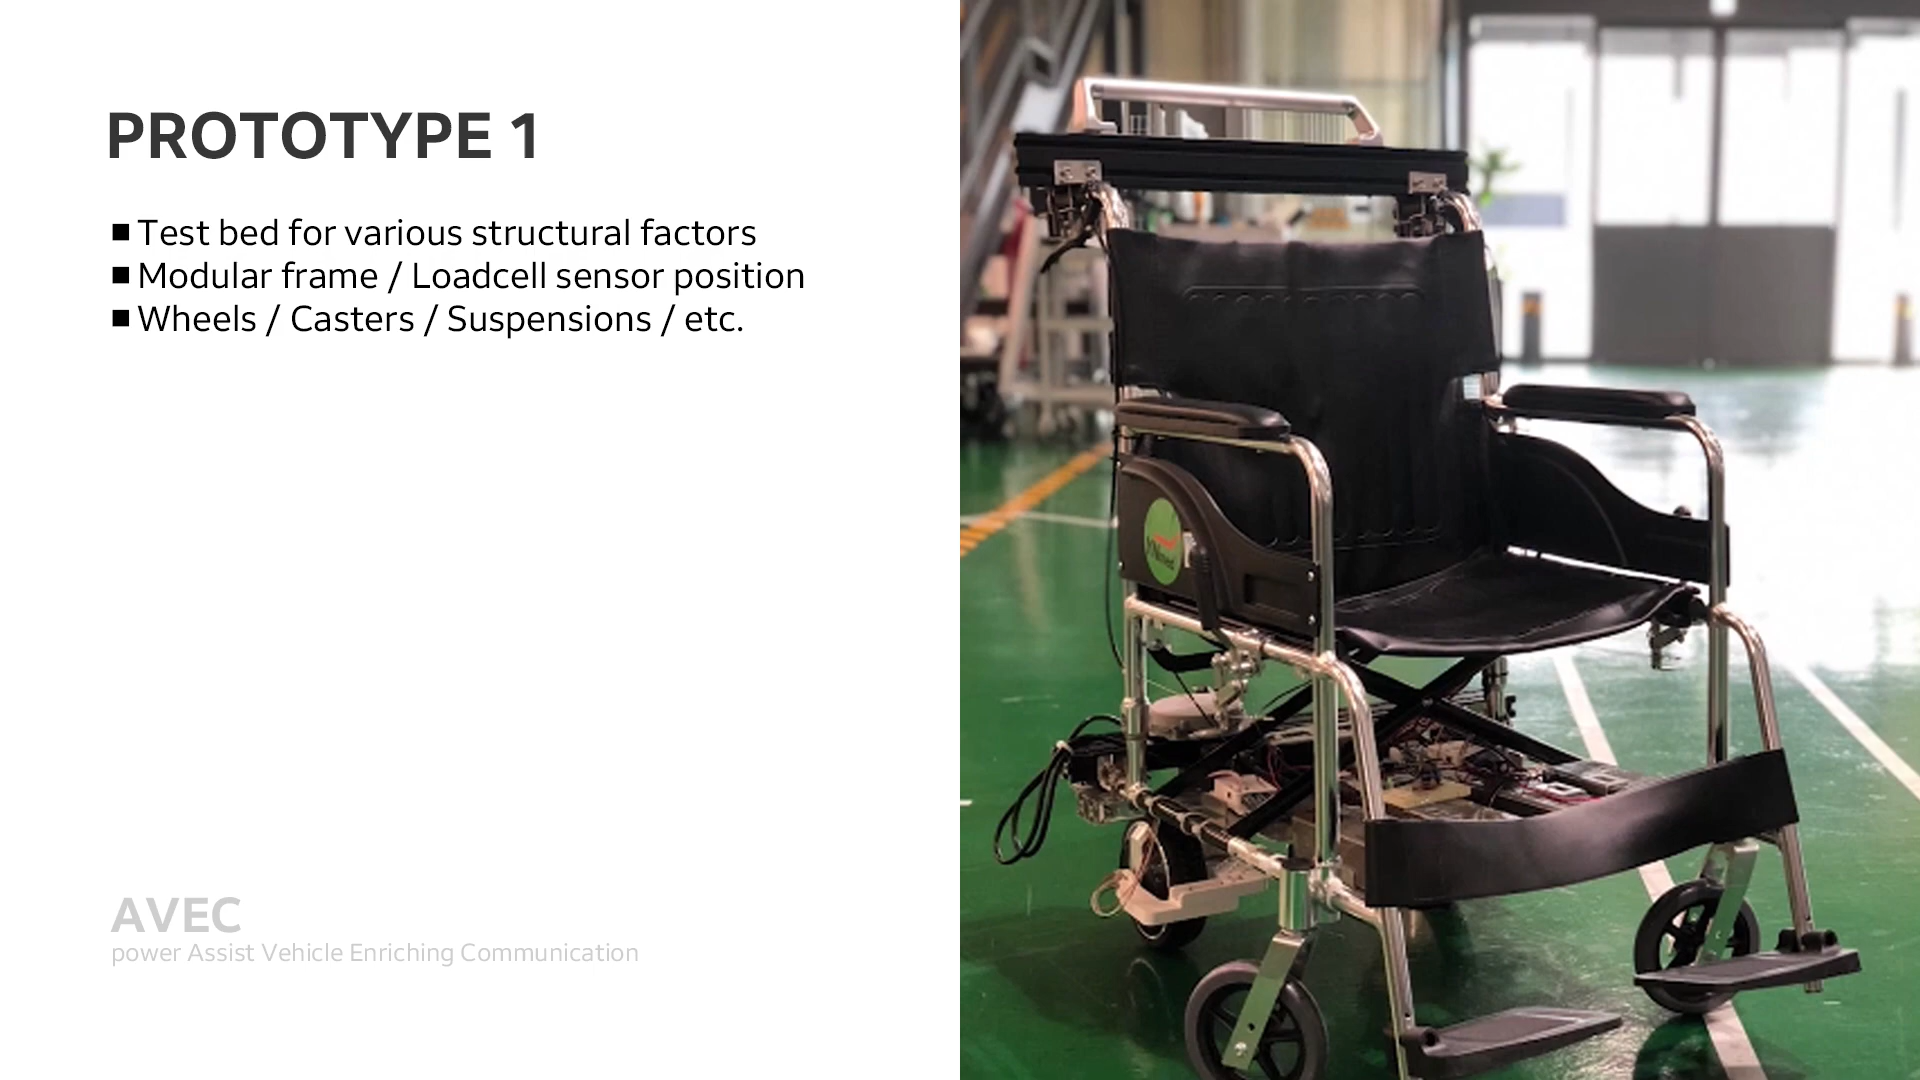 PROTOTYPE 1
■ Test bed for various structural factors
■ Modular frame / Loadcell sensor position
■ Wheels / Casters / Suspensions / etc.
AVEC
power Assist Vehicle Enriching Communication